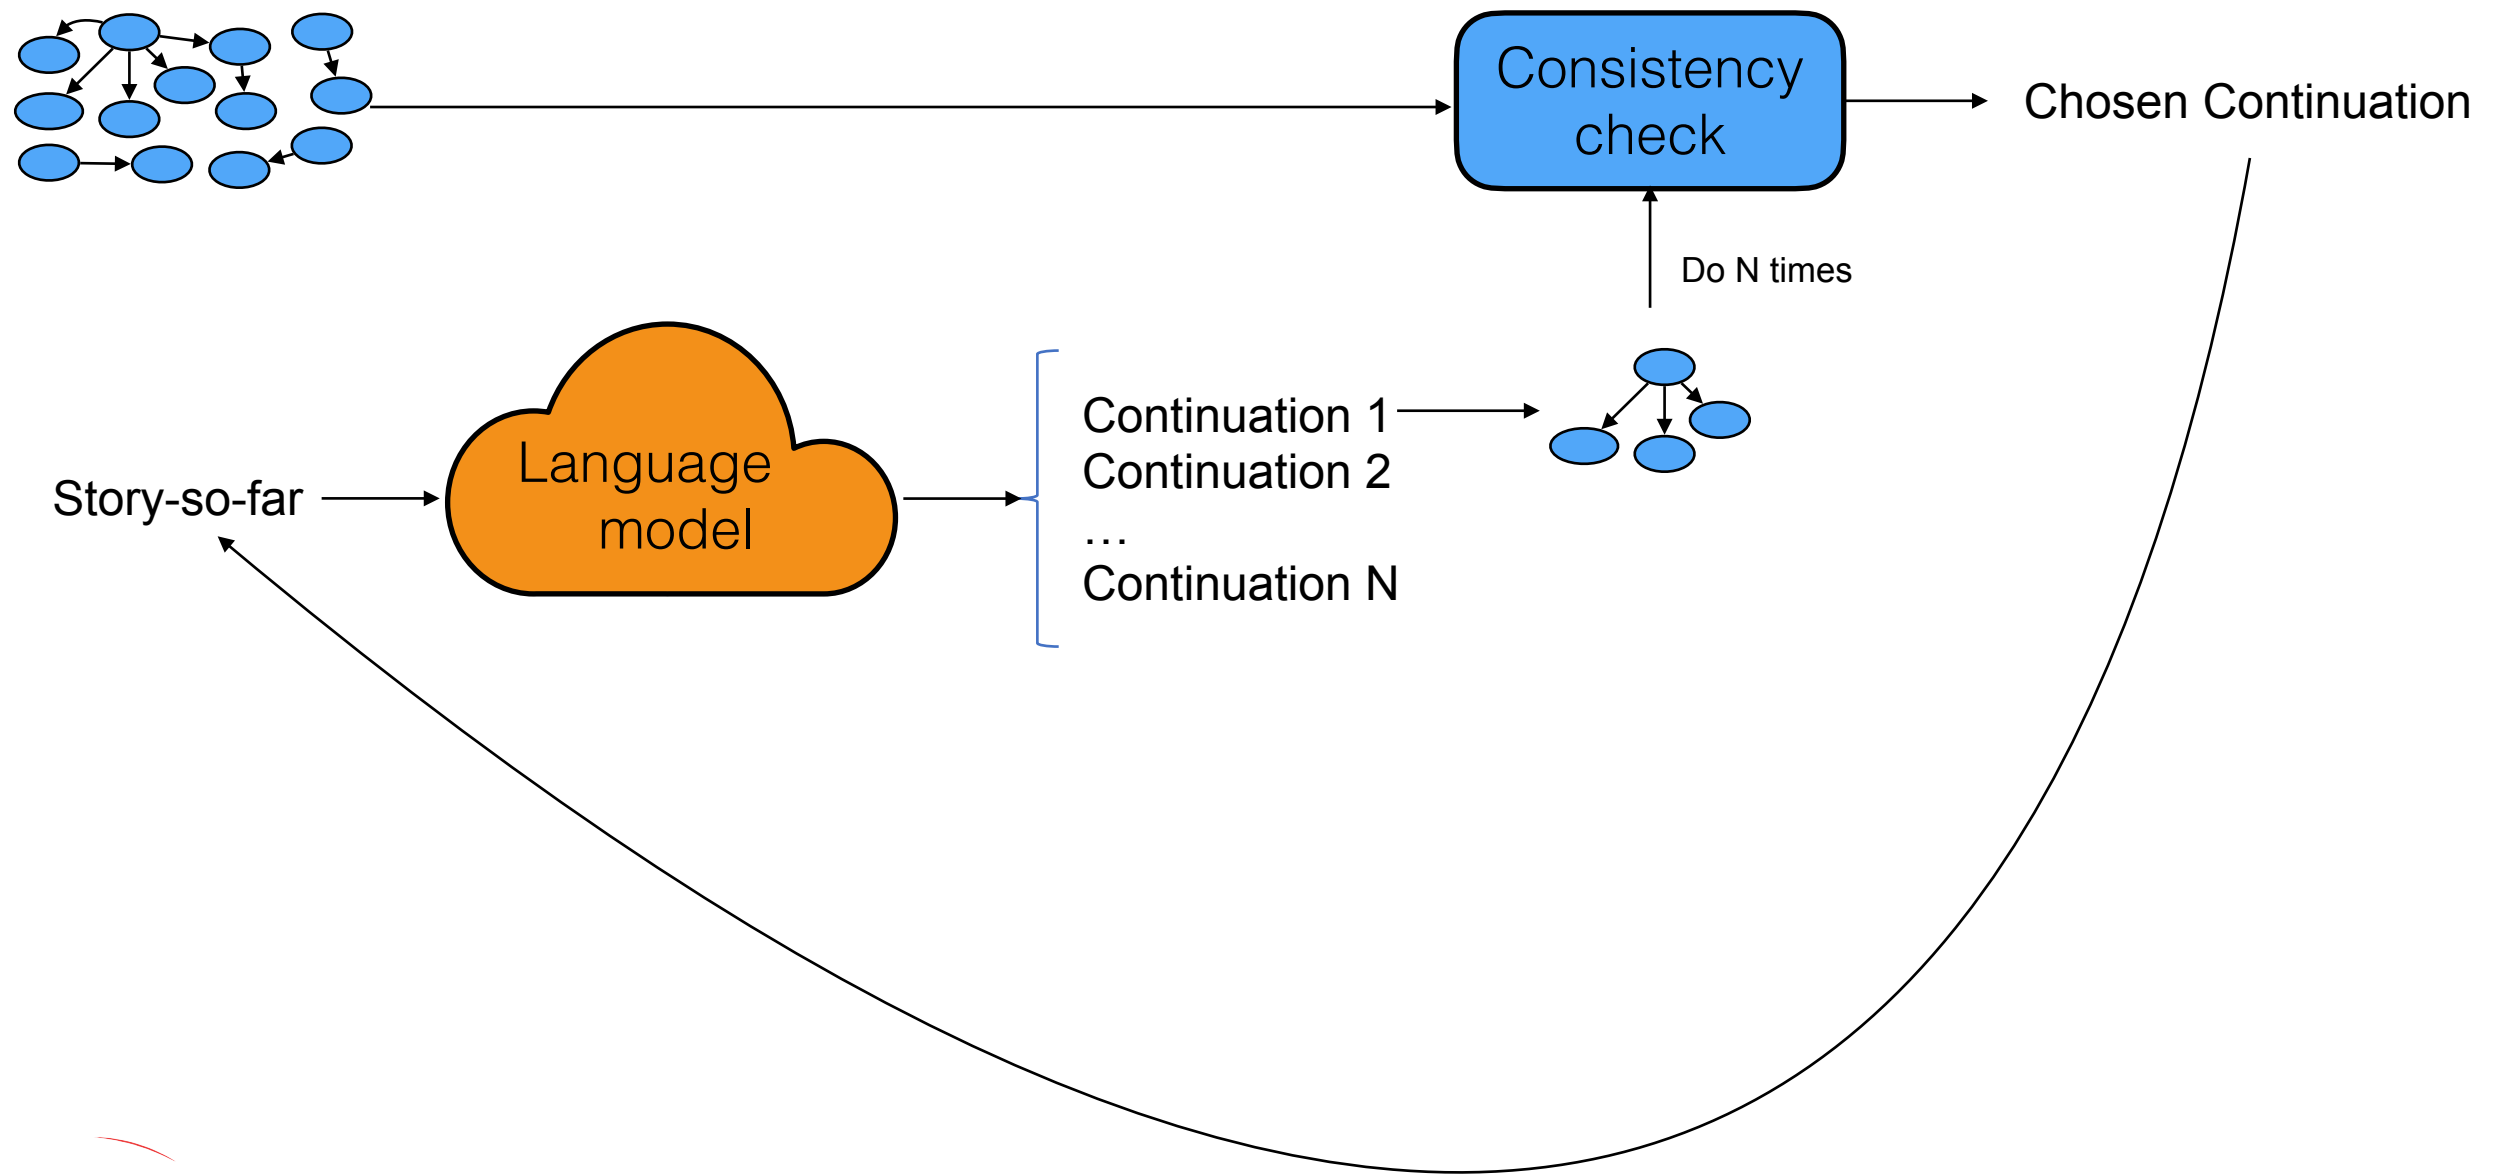 Consistency
check
Chosen Continuation
Do N times
Language
model
Story-so-far
Continuation 1
Continuation 2
…
Continuation N